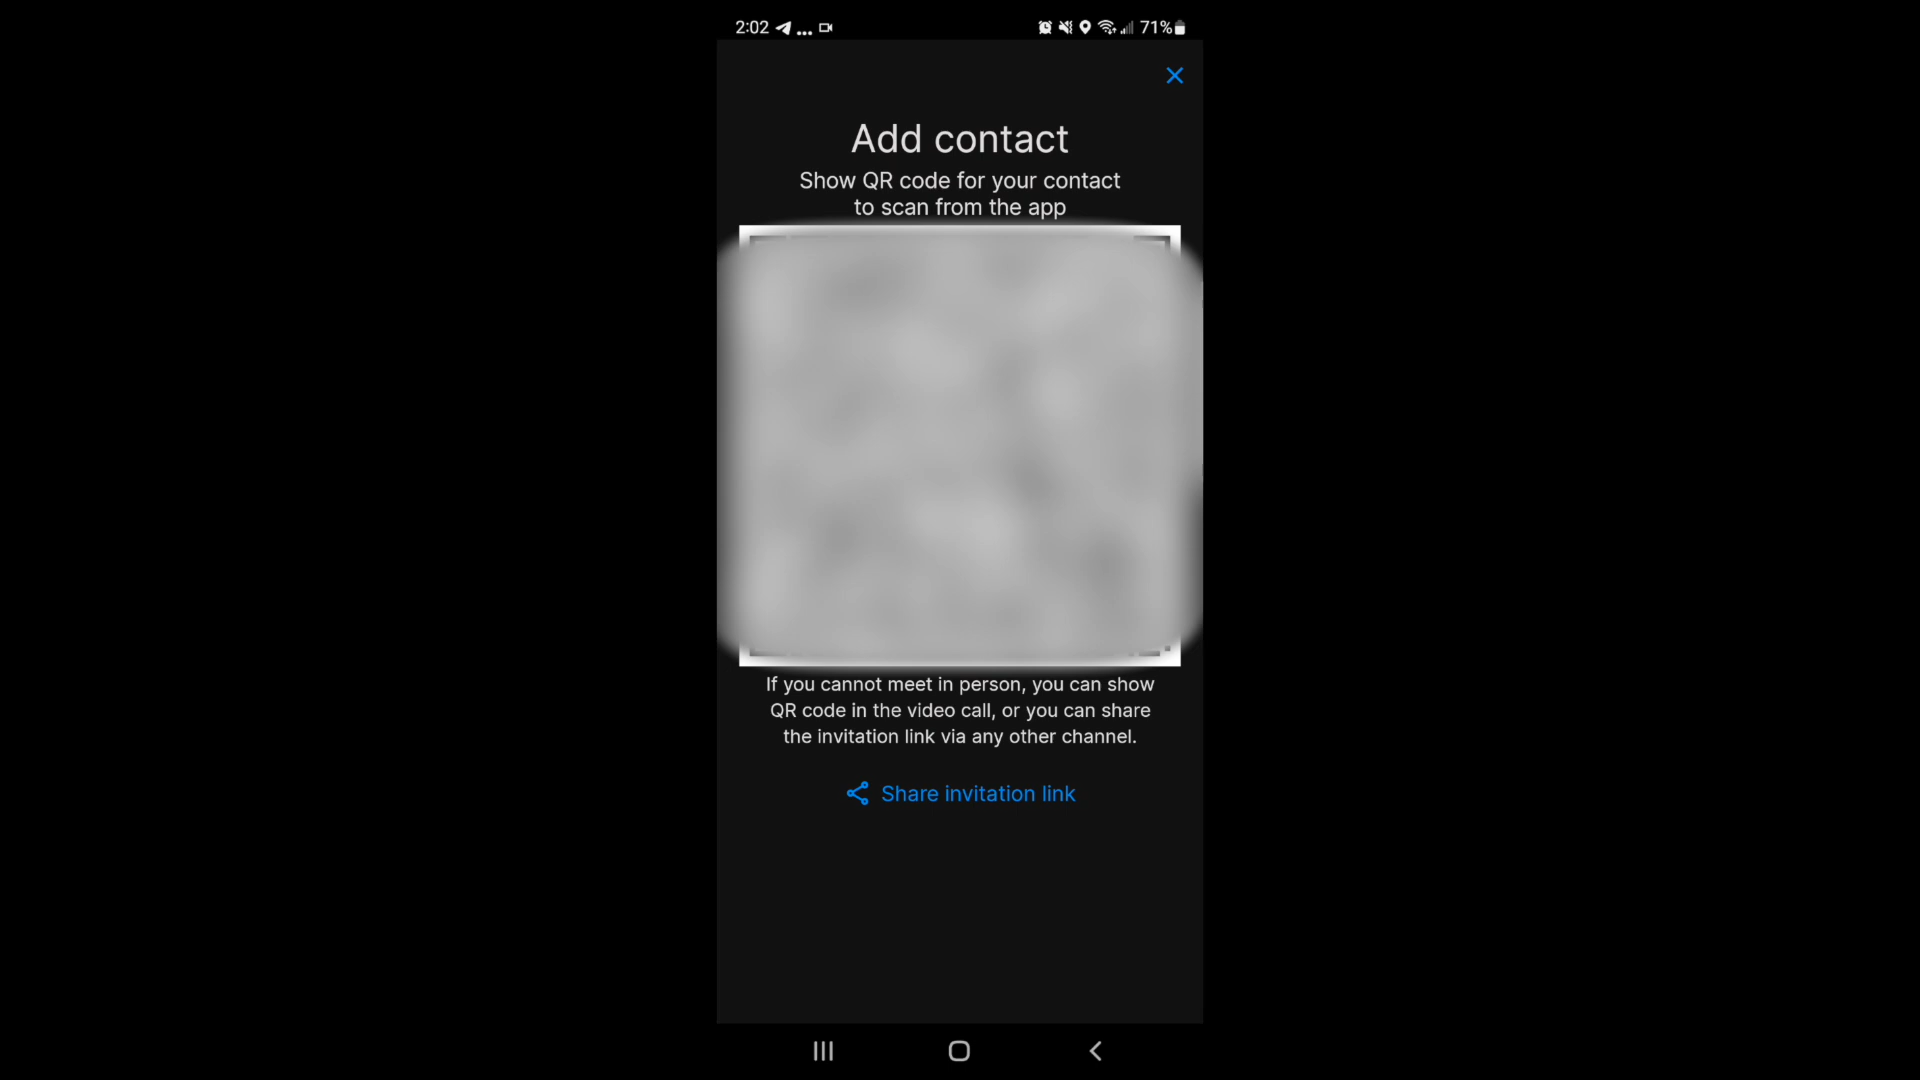 2:02 ... 71%
Add contact
Show QR code for your contact
to scan from the app
If you cannot meet in person, you can show
QR code in the video call, or you can share
the invitation link via any other channel.
Share invitation link